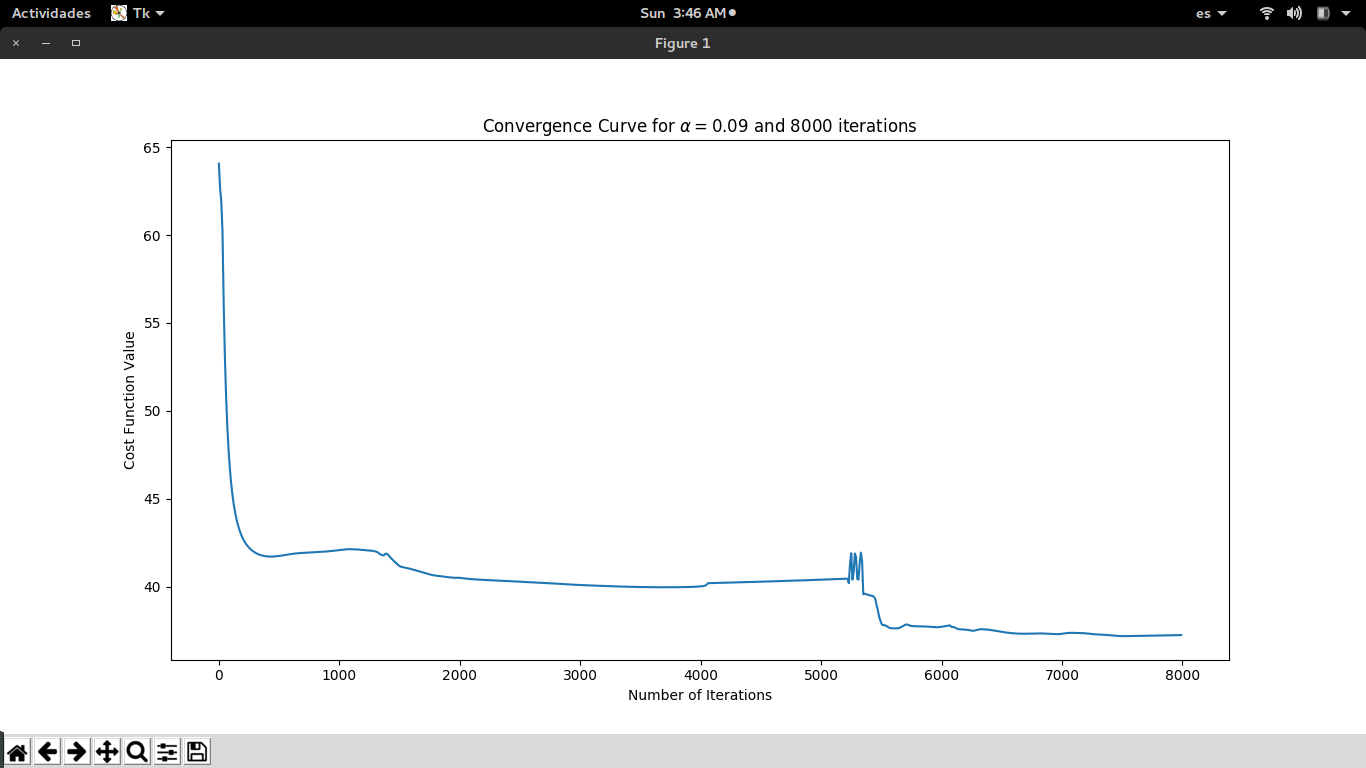 Actividades Tk Sun 3:46 AM es
Figure 1
Convergence Curve for α = 0.09 and 8000 iterations
65
60
55
50
45
40
Cost Function Value
0 1000 2000 3000 4000 5000 6000 7000 8000
Number of Iterations